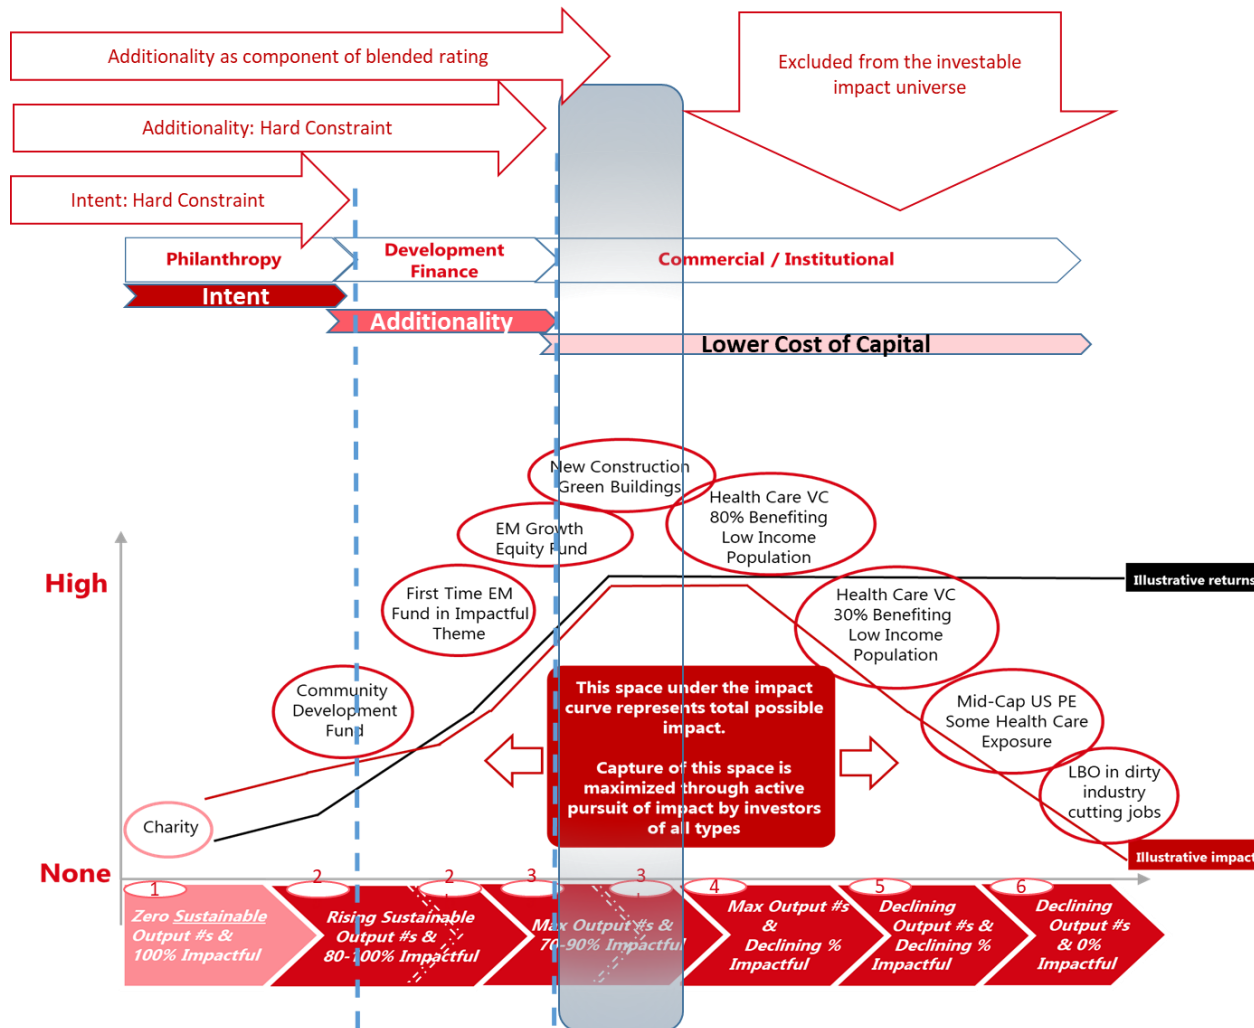 Additionality as component of blended rating
Excluded from the investable
impact universe
Additionality: Hard Constraint
Intent: Hard Constraint
Philanthropy
Development
Finance
Commercial / Institutional
Intent
Additionality
Lower Cost of Capital
New Construction
Green Buildings
Health Care VC
80% Benefiting
Low Income
Population
EM Growth
Equity Fund
High
Illustrative returns
First Time EM
Fund in Impactful
Theme
Health Care VC
30% Benefiting
Low Income
Population
Community
Development
Fund
This space under the impact
curve represents total possible
impact.
Capture of this space is
maximized through active
pursuit of impact by investors
of all types
Mid-Cap US PE
Some Health Care
Exposure
LBO in dirty
industry
cutting jobs
Charity
Illustrative impact
None
1
2
2
3
3
4
5
6
Zero Sustainable
Output #s &
100% Impactful
Rising Sustainable
Output #s &
80-100% Impactful
Max Output #s &
70-90% Impactful
Max Output #s
&
Declining %
Impactful
Declining
Output #s &
Declining %
Impactful
Declining
Output #s
& 0%
Impactful